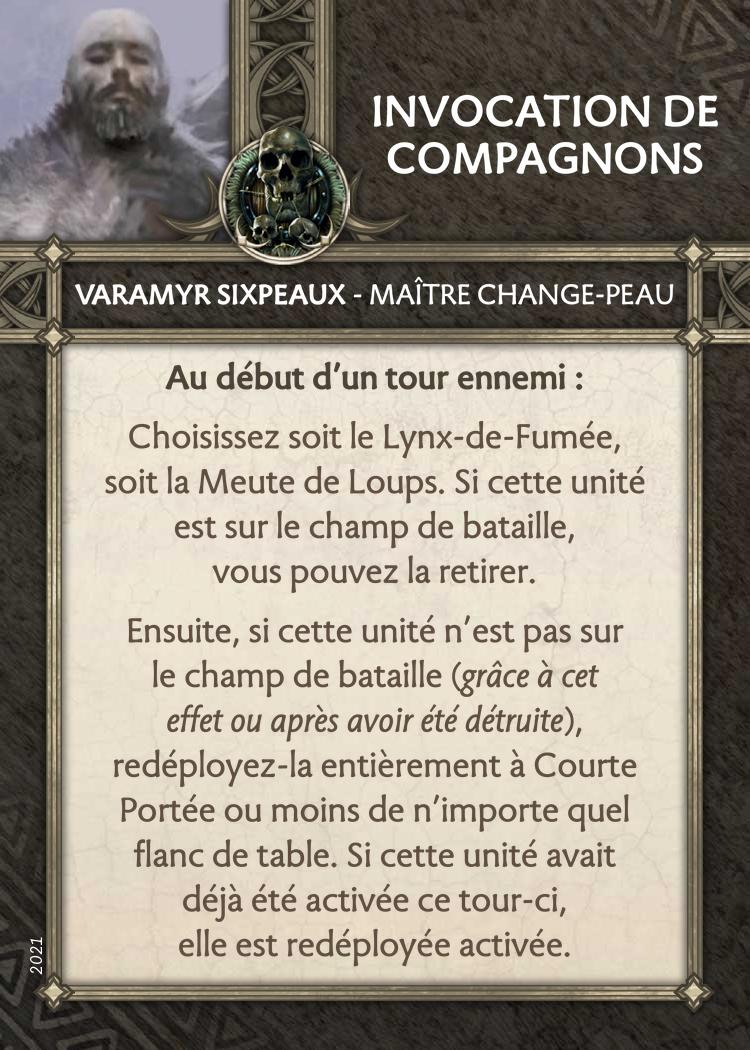 INVOCATION DE
COMPAGNONS
VARAMYR SIXPEAUX - MAÎTRE CHANGE-PEAU
Au début d'un tour ennemi :
Choisissez soit le Lynx-de-Fumée,
soit la Meute de Loups. Si cette unité
est sur le champ de bataille,
vous pouvez la retirer.
Ensuite, si cette unité n'est pas sur
le champ de bataille (grâce à cet
effet ou après avoir été détruite),
redéployez-la entièrement à Courte
Portée ou moins de n'importe quel
flanc de table. Si cette unité avait
déjà été activée ce tour-ci,
elle est redéployée activée.
2021